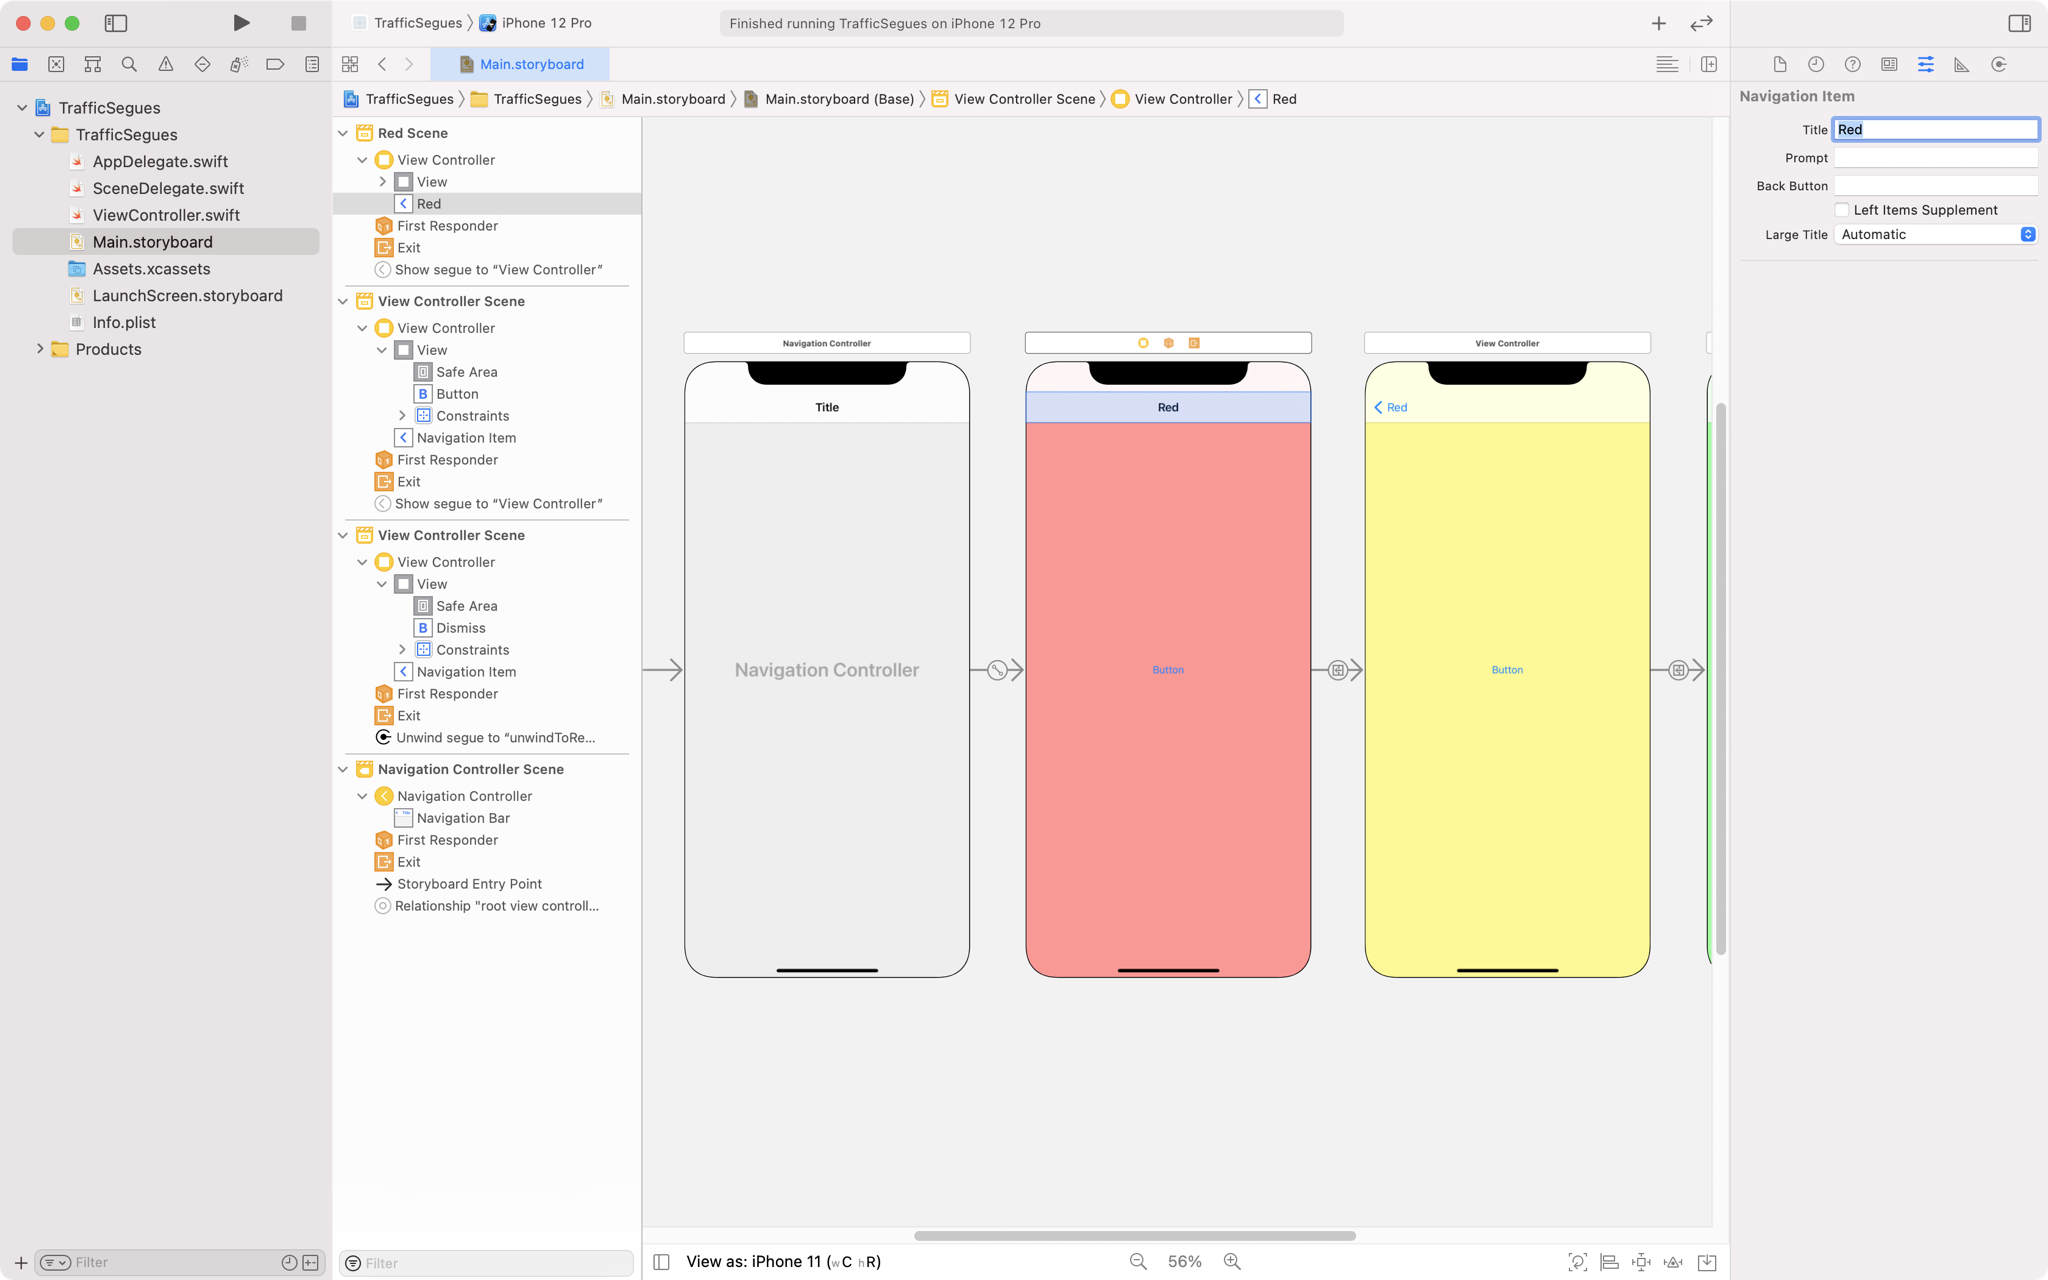 TrafficSegues
iPhone 12 Pro
Finished running TrafficSegues on iPhone 12 Pro
Main.storyboard
TrafficSegues
TrafficSegues
AppDelegate.swift
SceneDelegate.swift
ViewController.swift
Main.storyboard
Assets.xcassets
LaunchScreen.storyboard
Info.plist
Products
Filter
TrafficSegues
TrafficSegues
Main.storyboard
Main.storyboard (Base)
View Controller Scene
View Controller
Red
Red Scene
View Controller
View
Red
First Responder
Exit
Show segue to “View Controller”
View Controller Scene
View Controller
View
Safe Area
B Button
Constraints
Navigation Item
First Responder
Exit
Show segue to “View Controller”
View Controller Scene
View Controller
View
Safe Area
B Dismiss
Constraints
Navigation Item
First Responder
Exit
Unwind segue to “unwindToRe...
Navigation Controller Scene
Navigation Controller
Navigation Bar
First Responder
Exit
Storyboard Entry Point
Relationship "root view controll...
Filter
Navigation Controller
Title
Navigation Controller
Red
Button
View Controller
Red
Button
View as: iPhone 11 (wC hR)
56%
Navigation Item
Title Red
Prompt
Back Button
Left Items Supplement
Large Title Automatic